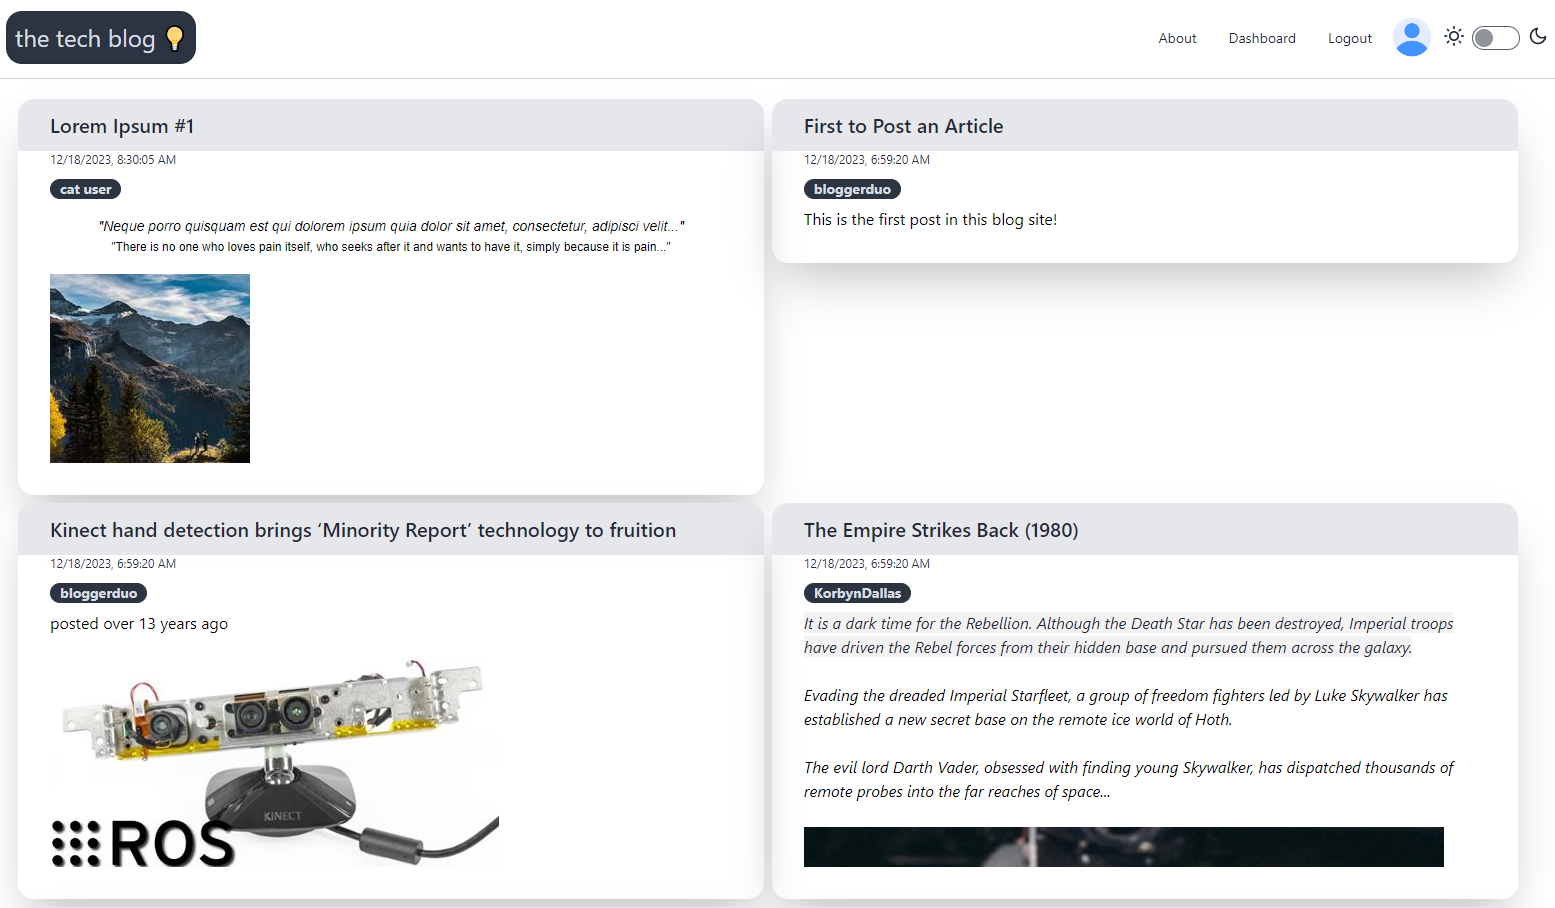 the tech blog
About
Dashboard
Logout
Lorem Ipsum #1
12/18/2023, 8:30:05 AM
cat user
"Neque porro quisquam est qui dolorem ipsum quia dolor sit amet, consectetur, adipisci velit..."
"There is no one who loves pain itself, who seeks after it and wants to have it, simply because it is pain..."
First to Post an Article
12/18/2023, 6:59:20 AM
bloggerduo
This is the first post in this blog site!
Kinect hand detection brings ‘Minority Report’ technology to fruition
12/18/2023, 6:59:20 AM
bloggerduo
posted over 13 years ago
KINECT
ROS
The Empire Strikes Back (1980)
12/18/2023, 6:59:20 AM
KorbynDallas
It is a dark time for the Rebellion. Although the Death Star has been destroyed, Imperial troops
have driven the Rebel forces from their hidden base and pursued them across the galaxy.
Evading the dreaded Imperial Starfleet, a group of freedom fighters led by Luke Skywalker has
established a new secret base on the remote ice world of Hoth.
The evil lord Darth Vader, obsessed with finding young Skywalker, has dispatched thousands of
remote probes into the far reaches of space...